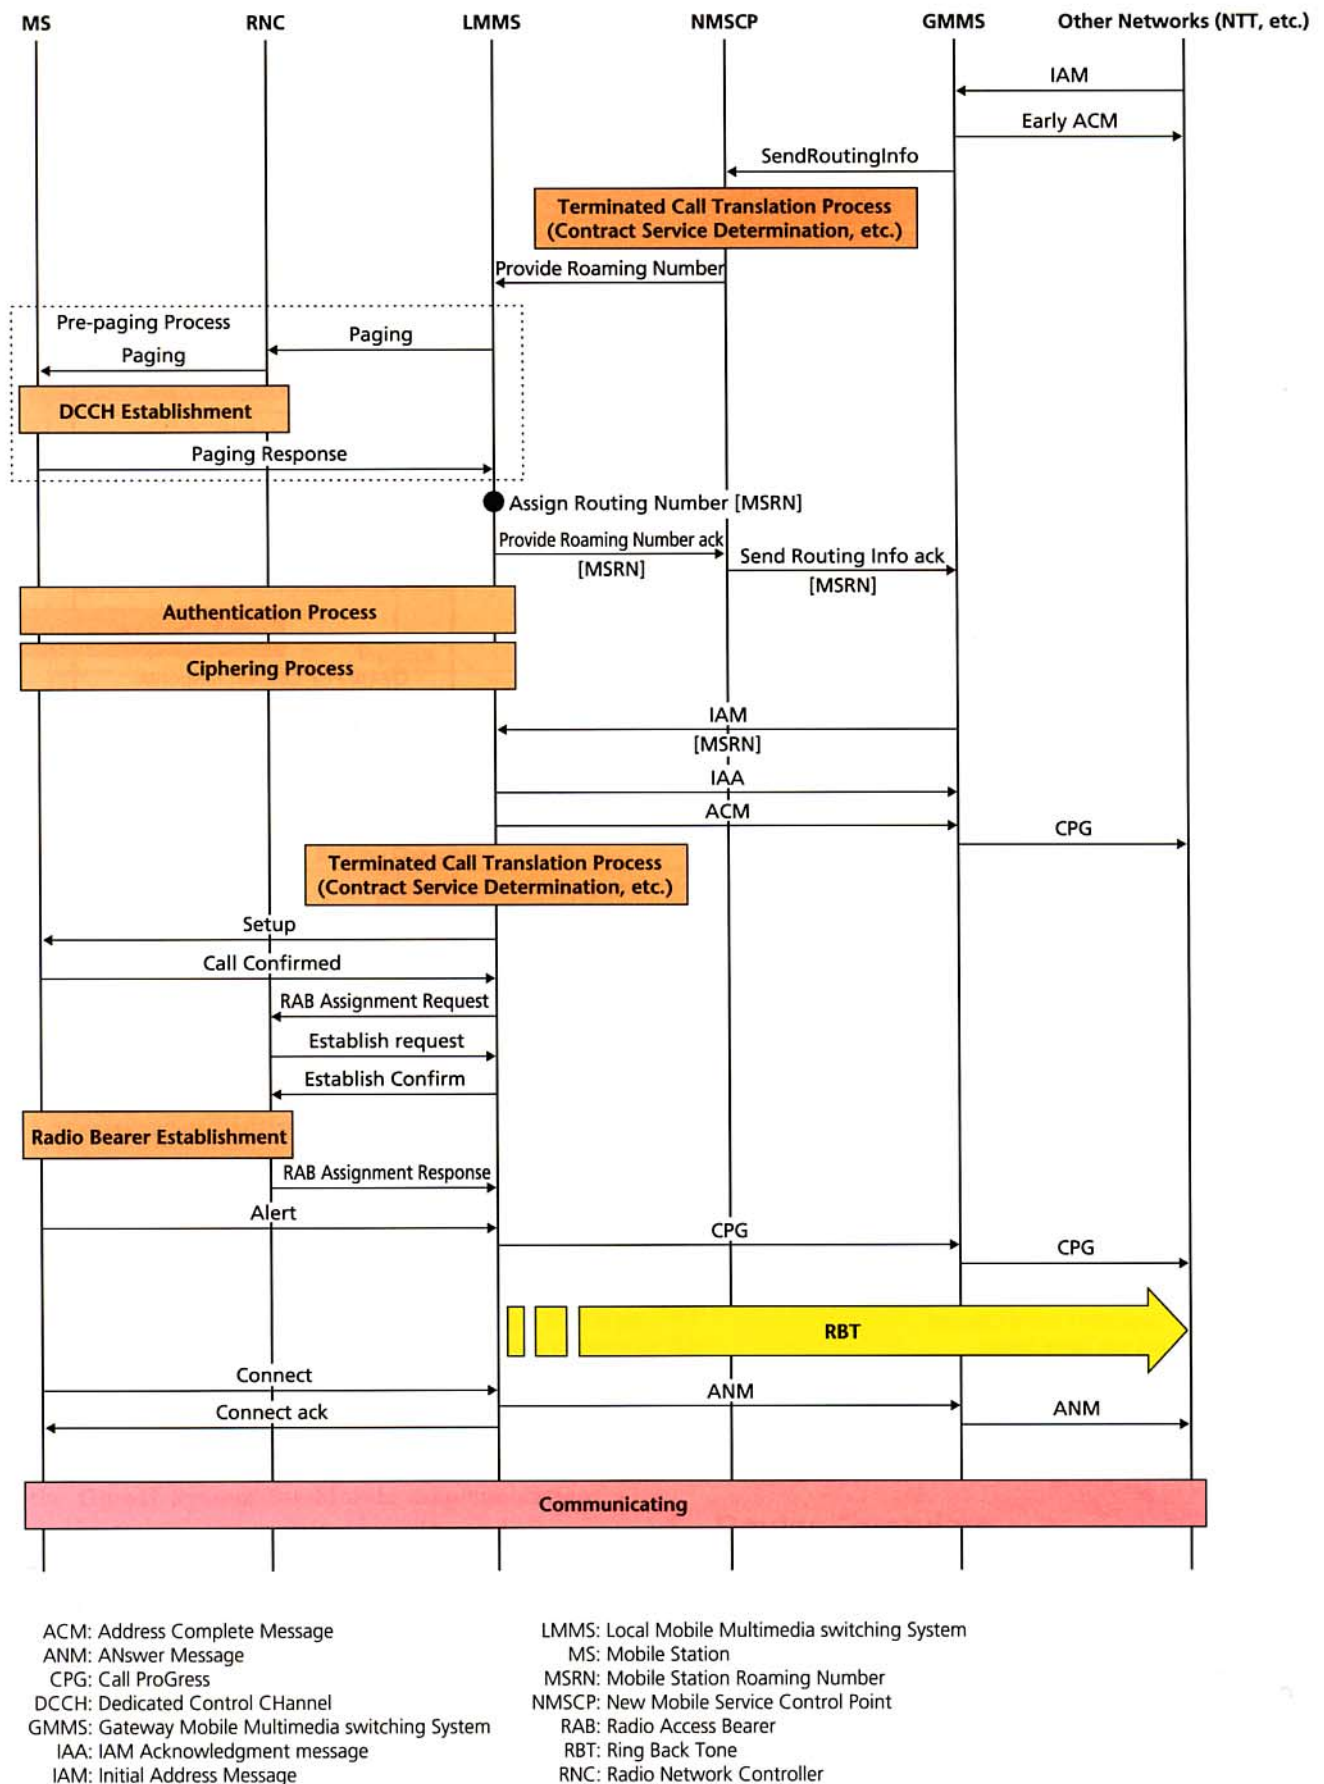 MS RNC LMMS NMSCP GMMS Other Networks (NTT, etc.)
IAM
Early ACM
SendRoutingInfo
Terminated Call Translation Process
(Contract Service Determination, etc.)
Provide Roaming Number
Pre-paging Process
Paging
Paging
DCCH Establishment
Paging Response
Assign Routing Number [MSRN]
Provide Roaming Number ack
[MSRN]
Send Routing Info ack
[MSRN]
Authentication Process
Ciphering Process
IAM
[MSRN]
IAA
ACM
CPG
Terminated Call Translation Process
(Contract Service Determination, etc.)
Setup
Call Confirmed
RAB Assignment Request
Establish request
Establish Confirm
Radio Bearer Establishment
RAB Assignment Response
Alert
CPG
CPG
RBT
Connect
ANM
Connect ack
ANM
Communicating
ACM: Address Complete Message
ANM: ANswer Message
CPG: Call ProGress
DCCH: Dedicated Control CHannel
GMMS: Gateway Mobile Multimedia switching System
IAA: IAM Acknowledgment message
IAM: Initial Address Message
LMMS: Local Mobile Multimedia switching System
MS: Mobile Station
MSRN: Mobile Station Roaming Number
NMSCP: New Mobile Service Control Point
RAB: Radio Access Bearer
RBT: Ring Back Tone
RNC: Radio Network Controller